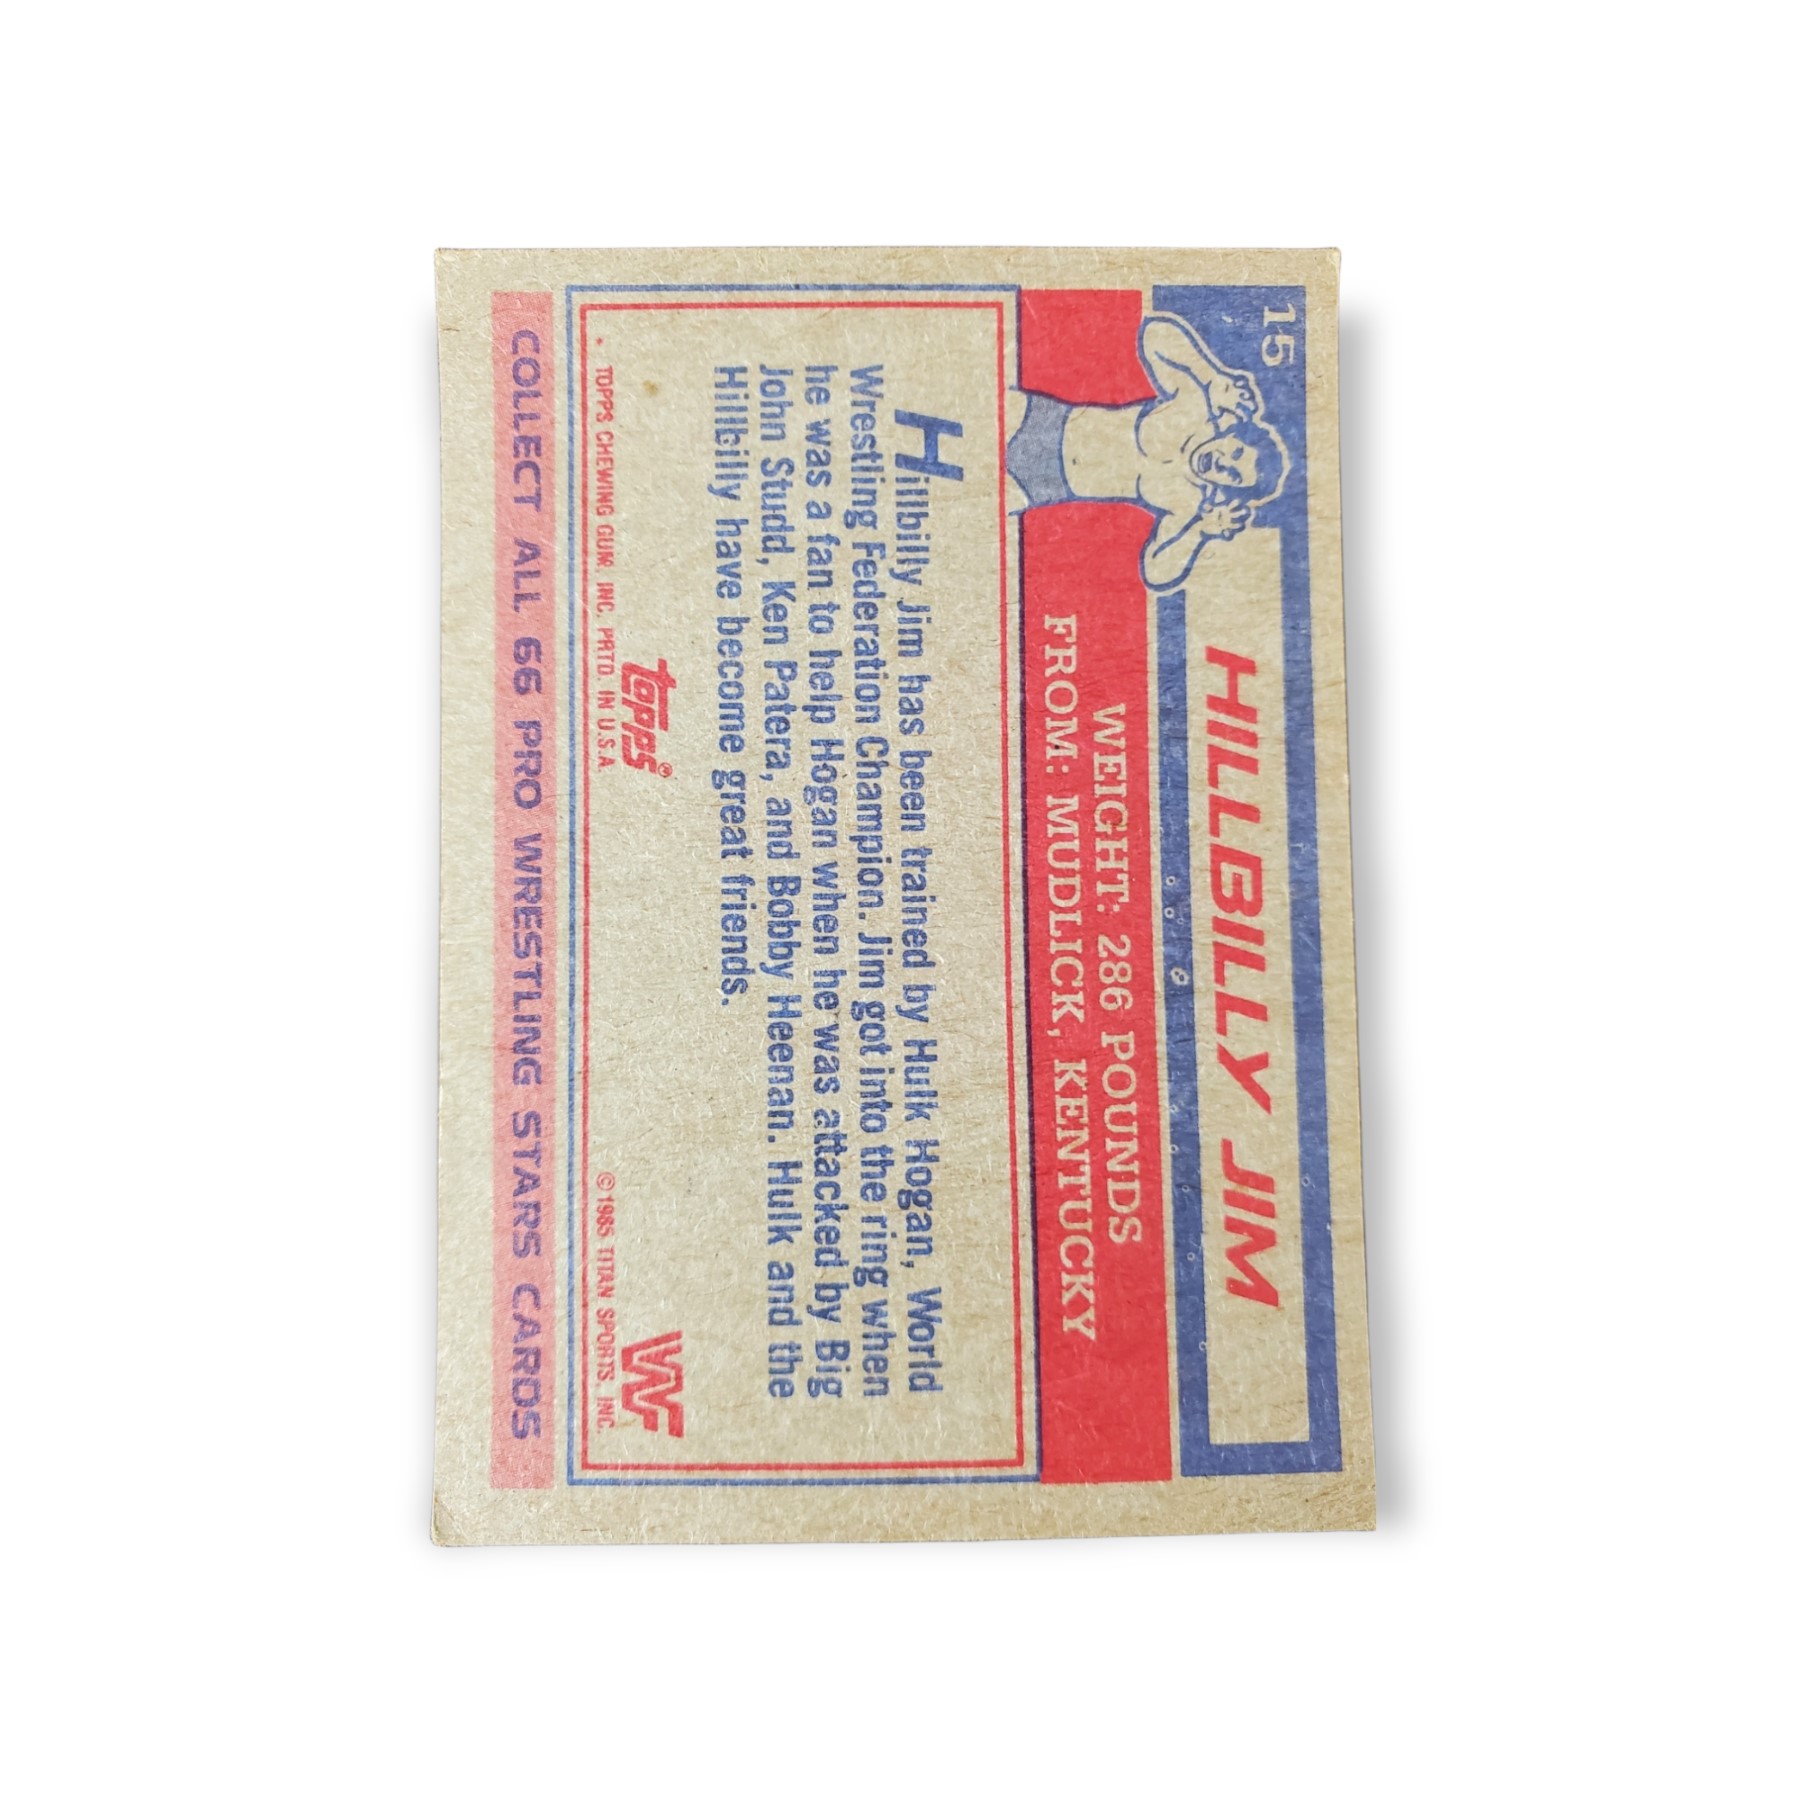 15
HILLBILLY JIM
WEIGHT: 286 POUNDS
FROM: MUDLICK, KENTUCKY
Hillbilly Jim has been trained by Hulk Hogan, World
Wrestling Federation Champion. Jim got into the ring when
he was a fan to help Hogan when he was attacked by Big
John Studd, Ken Patera, and Bobby Heenan. Hulk and the
Hillbilly have become great friends.
topps®
WF
* TOPPS CHEWING GUM, INC. PRTD. IN U.S.A.
© 1985 TITAN SPORTS, INC.
COLLECT ALL 66 PRO WRESTLING STARS CARDS